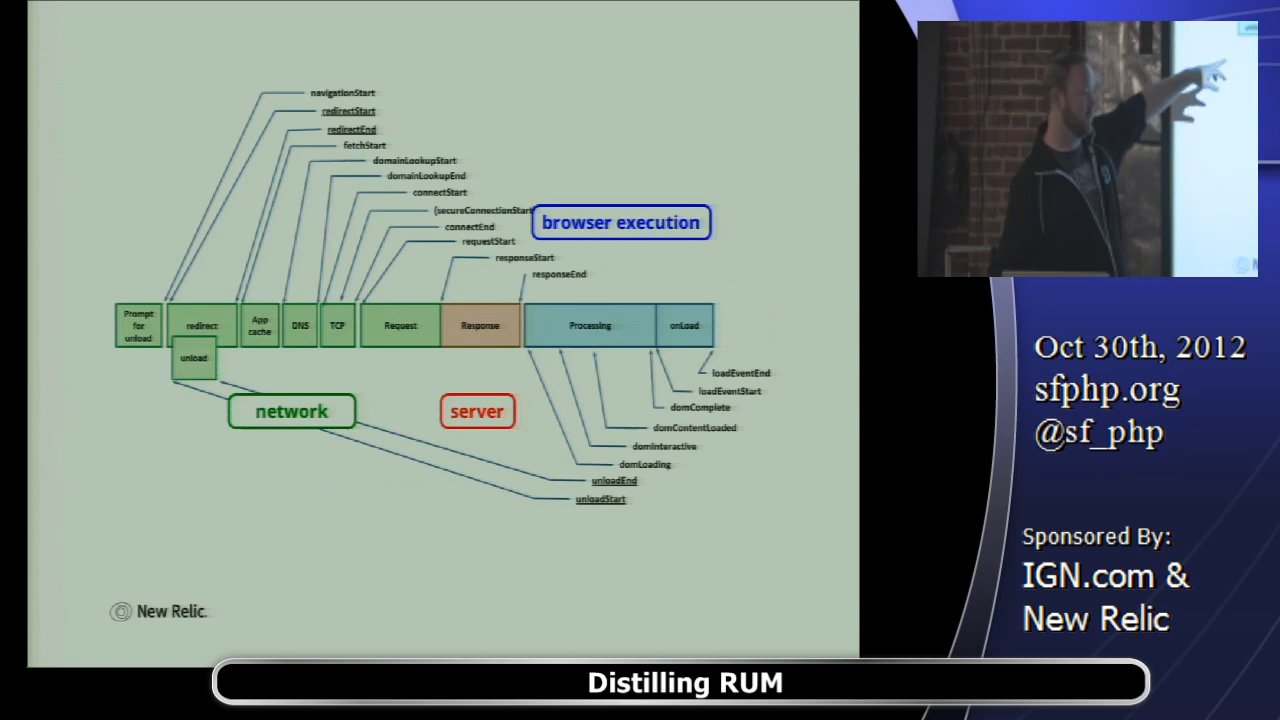 navigationStart
redirectStart
redirectEnd
fetchStart
domainLookupStart
domainLookupEnd
connectStart
(secureConnectionStart
connectEnd
requestStart
responseStart
responseEnd
browser execution
Prompt
for
unload
redirect
App
cache
DNS
TCP
Request
Response
Processing
onLoad
unload
network
server
loadEventEnd
loadEventStart
domComplete
domContentLoaded
domInteractive
domLoading
unloadEnd
unloadStart
New Relic.
Oct 30th, 2012
sfphp.org
@sf_php
Sponsored By:
IGN.com &
New Relic
Distilling RUM